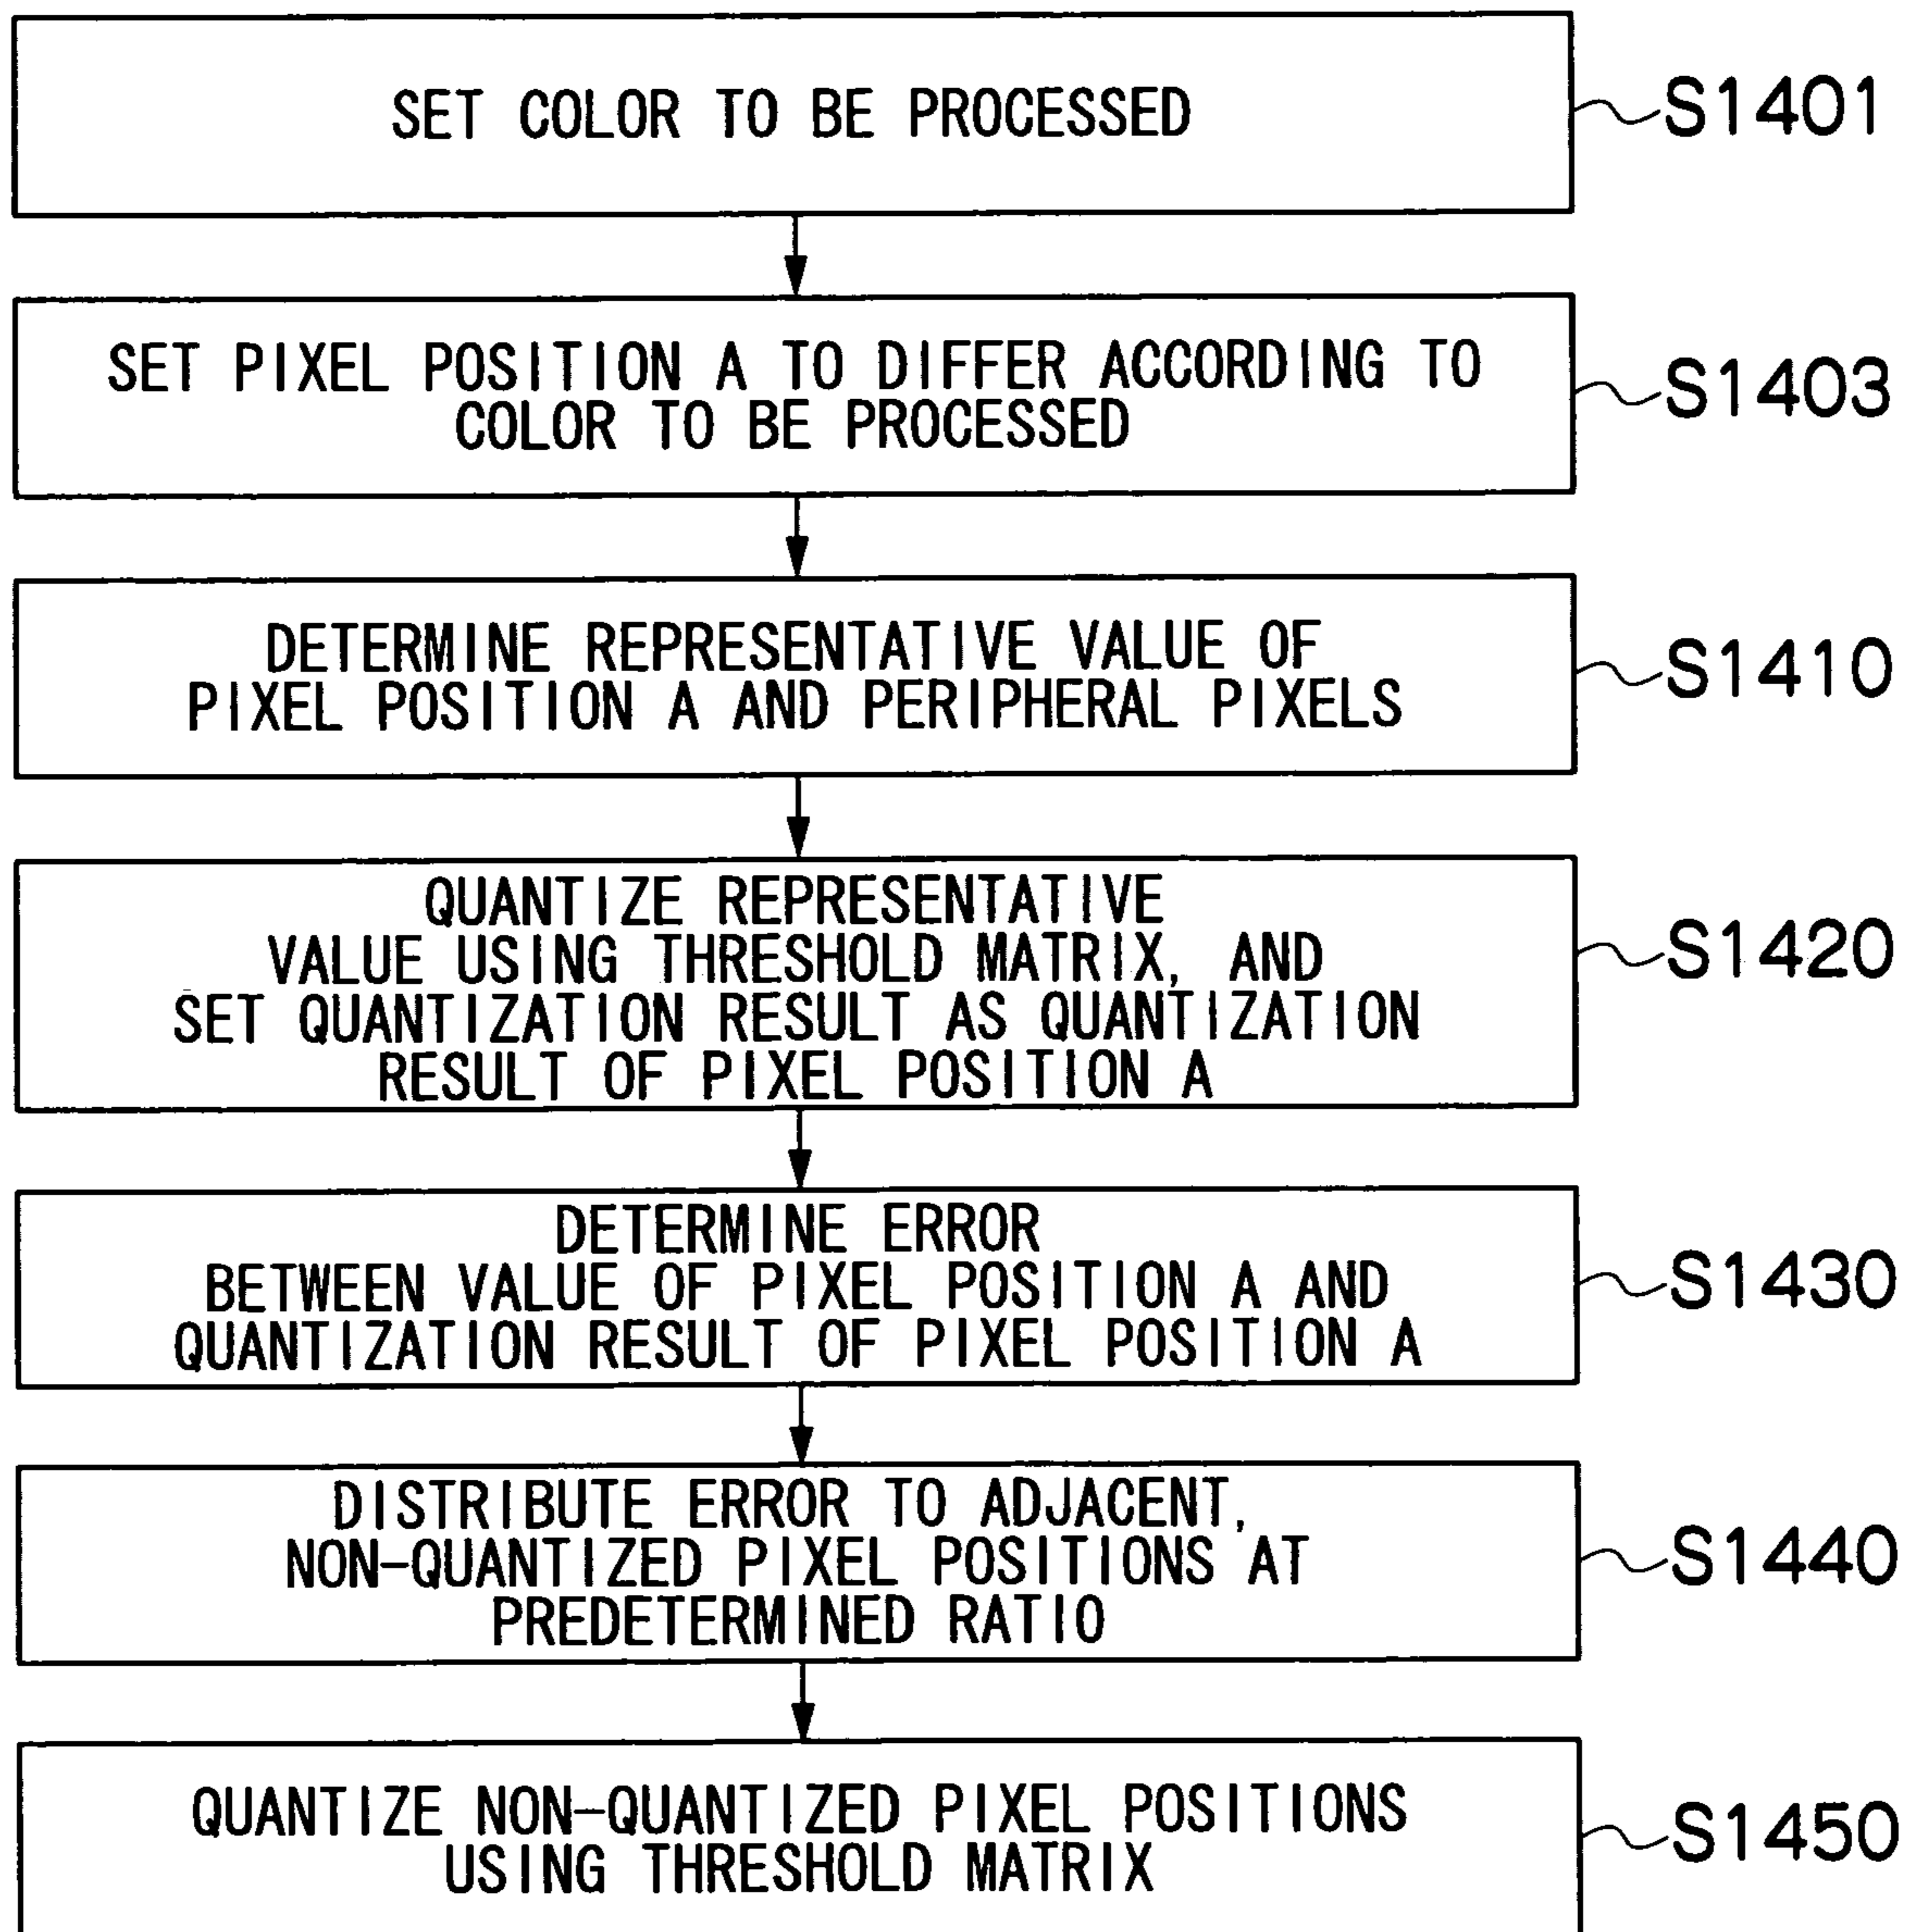 SET COLOR TO BE PROCESSED
S1401
SET PIXEL POSITION A TO DIFFER ACCORDING TO
COLOR TO BE PROCESSED
S1403
DETERMINE REPRESENTATIVE VALUE OF
PIXEL POSITION A AND PERIPHERAL PIXELS
S1410
QUANTIZE REPRESENTATIVE
VALUE USING THRESHOLD MATRIX, AND
SET QUANTIZATION RESULT AS QUANTIZATION
RESULT OF PIXEL POSITION A
S1420
DETERMINE ERROR
BETWEEN VALUE OF PIXEL POSITION A AND
QUANTIZATION RESULT OF PIXEL POSITION A
S1430
DISTRIBUTE ERROR TO ADJACENT,
NON-QUANTIZED PIXEL POSITIONS AT
PREDETERMINED RATIO
S1440
QUANTIZE NON-QUANTIZED PIXEL POSITIONS
USING THRESHOLD MATRIX
S1450